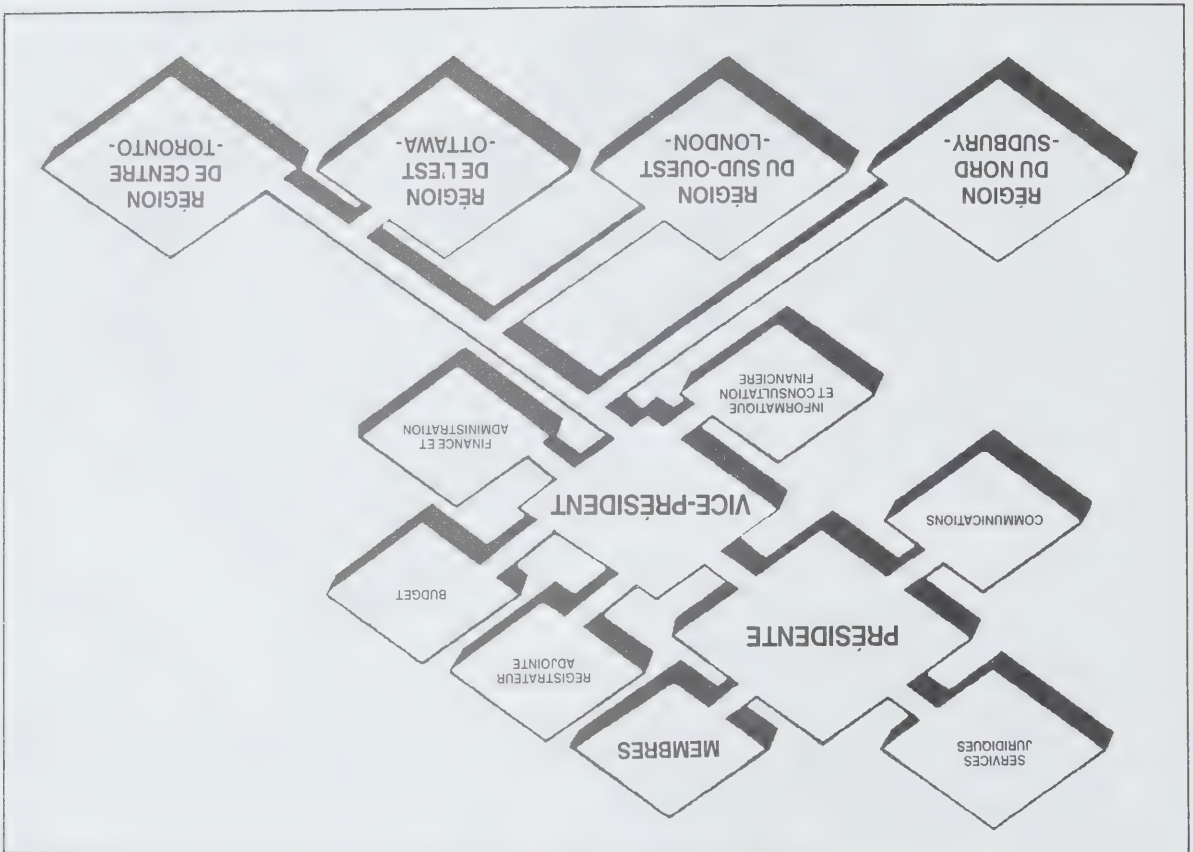 SERVICES
JURIDIQUES
MEMBRES
REGISTRATEUR
ADJOINTE
PRÉSIDENTE
BUDGET
COMMUNICATIONS
VICE-PRÉSIDENT
FINANCE ET
ADMINISTRATION
INFORMATIQUE
ET CONSULTATION
FINANCIERE
RÉGION
DU NORD
-SUDBURY-
RÉGION
DU SUD-OUEST
-LONDON-
RÉGION
DE L'EST
-OTTAWA-
RÉGION
DE CENTRE
-TORONTO-